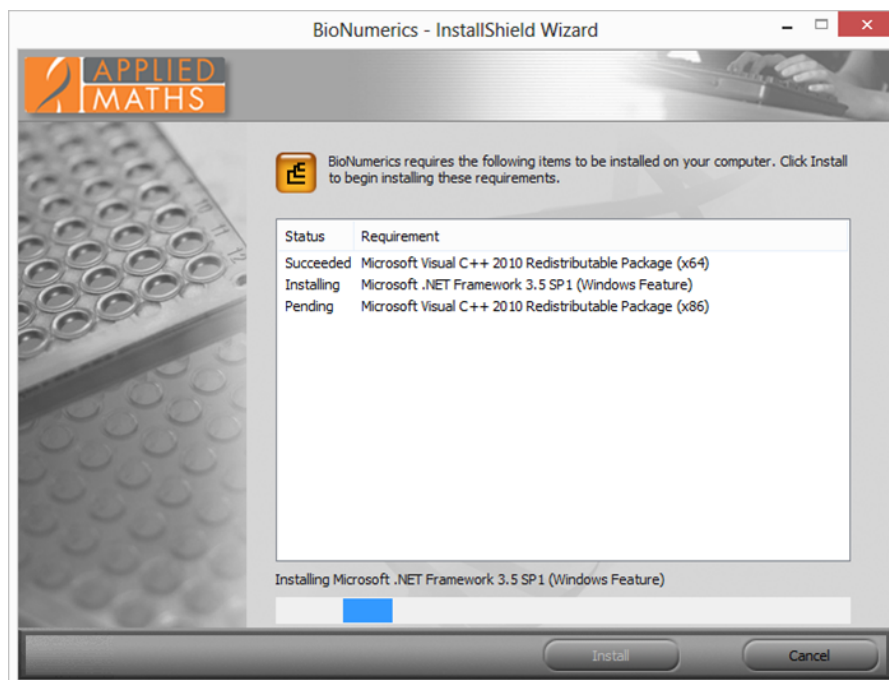 BioNumerics - InstallShield Wizard
APPLIED
MATHS
BioNumerics requires the following items to be installed on your computer. Click Install
to begin installing these requirements.
Status Requirement
Succeeded Microsoft Visual C++ 2010 Redistributable Package (x64)
Installing Microsoft .NET Framework 3.5 SP1 (Windows Feature)
Pending Microsoft Visual C++ 2010 Redistributable Package (x86)
10 11 12
Installing Microsoft .NET Framework 3.5 SP1 (Windows Feature)
Install Cancel